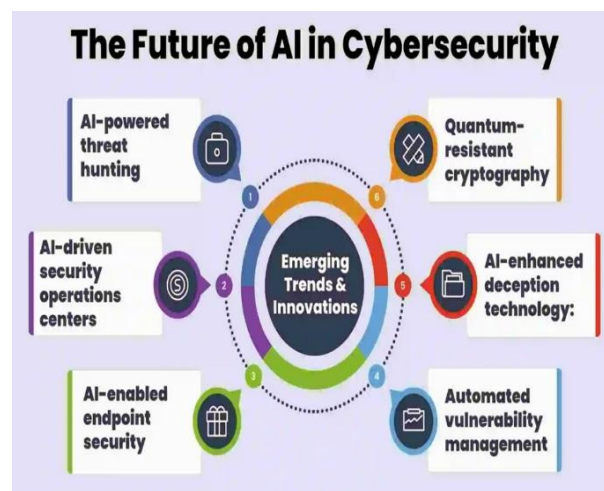 The Future of AI in Cybersecurity
AI-powered
threat
hunting
1
AI-driven
security
operations
centers
2
AI-enabled
endpoint
security
3
Emerging
Trends &
Innovations
Quantum-
resistant
cryptography
6
AI-enhanced
deception
technology:
5
Automated
vulnerability
management
4